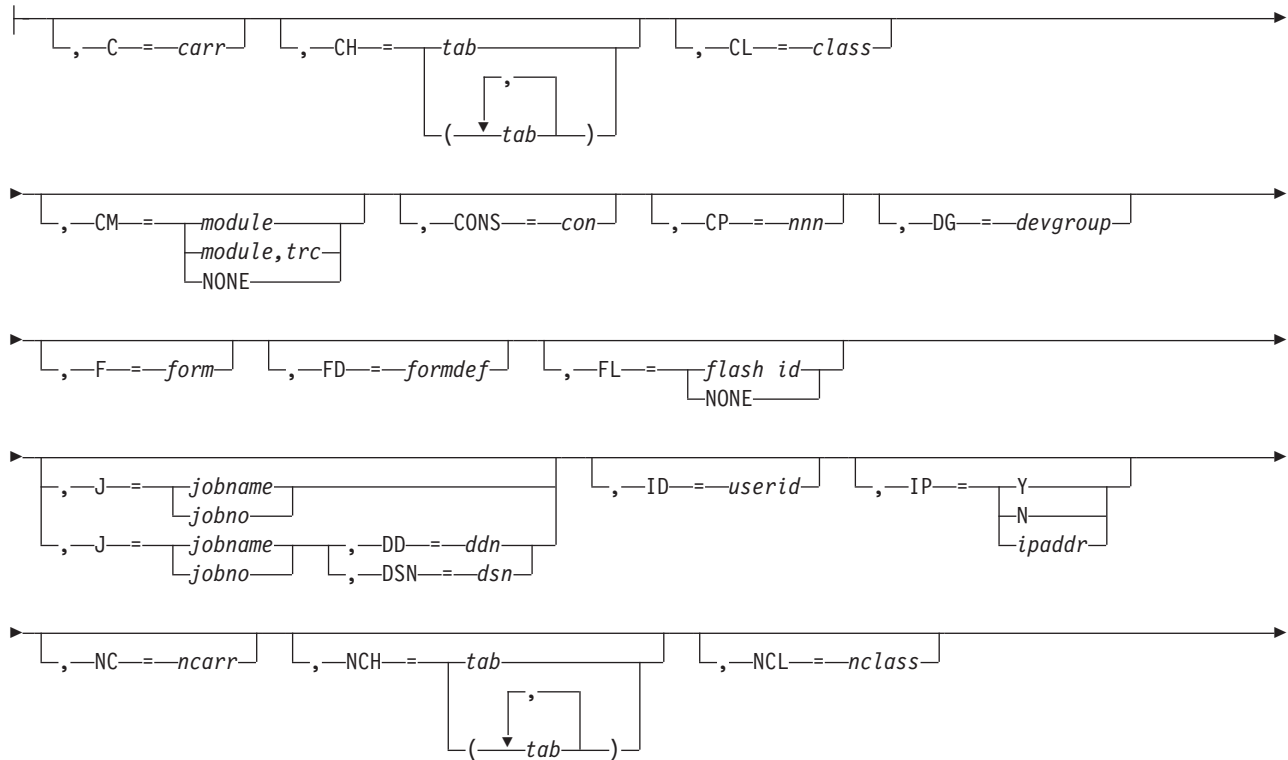 , C = carr , CH = tab , CL = class
,
( tab )
, CM = module , CONS = con , CP = nnn , DG = devgroup
module,trc
NONE
, F = form , FD = formdef , FL = flash id
NONE
, J = jobname , ID = userid , IP = Y
jobno N
, J = jobname , DD = ddn ipaddr
jobno , DSN = dsn
, NC = ncarr , NCH = tab , NCL = nclass
,
( tab )